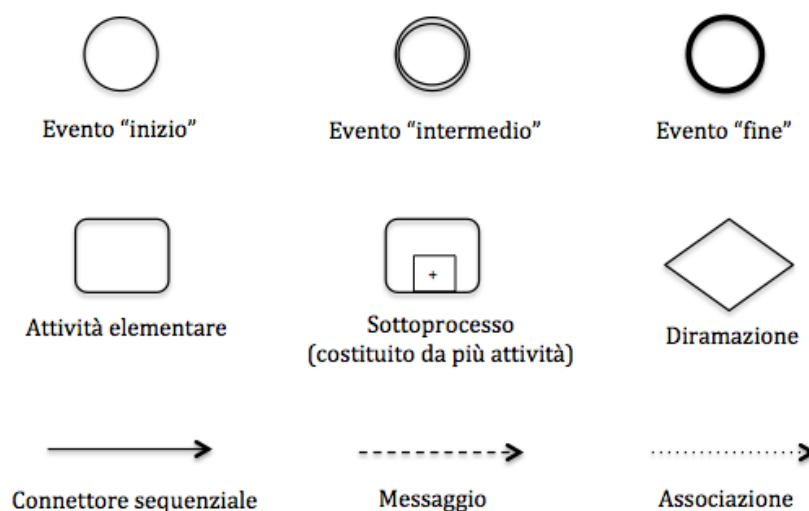 Evento “inizio”
Evento “intermedio”
Evento “fine”
+
Attività elementare
Sottoprocesso
(costituito da più attività)
Diramazione
Connettore sequenziale
Messaggio
Associazione